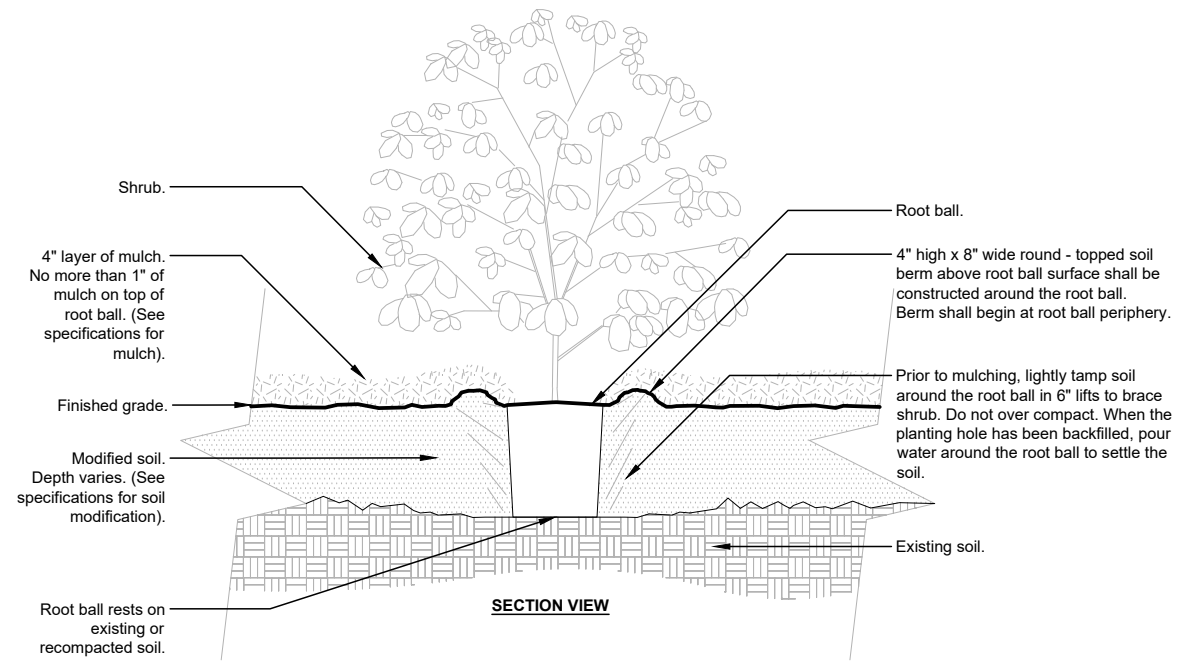 Shrub.
4" layer of mulch.
No more than 1" of
mulch on top of
root ball. (See
specifications for
mulch).
Finished grade.
Modified soil.
Depth varies. (See
specifications for soil
modification).
Root ball rests on
existing or
recompacted soil.
Root ball.
4" high x 8" wide round - topped soil
berm above root ball surface shall be
constructed around the root ball.
Berm shall begin at root ball periphery.
Prior to mulching, lightly tamp soil
around the root ball in 6" lifts to brace
shrub. Do not over compact. When the
planting hole has been backfilled, pour
water around the root ball to settle the
soil.
Existing soil.
SECTION VIEW